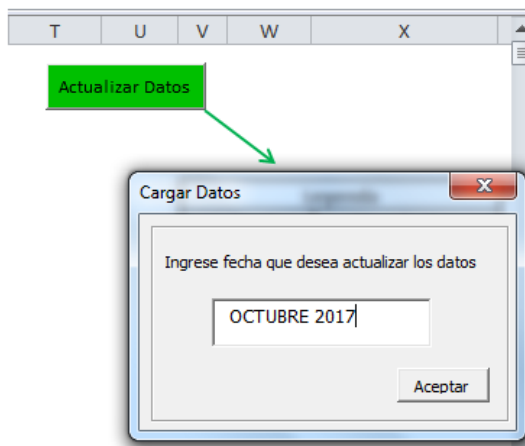 T U V W X
Actualizar Datos
Cargar Datos
Ingrese fecha que desea actualizar los datos
OCTUBRE 2017
Aceptar